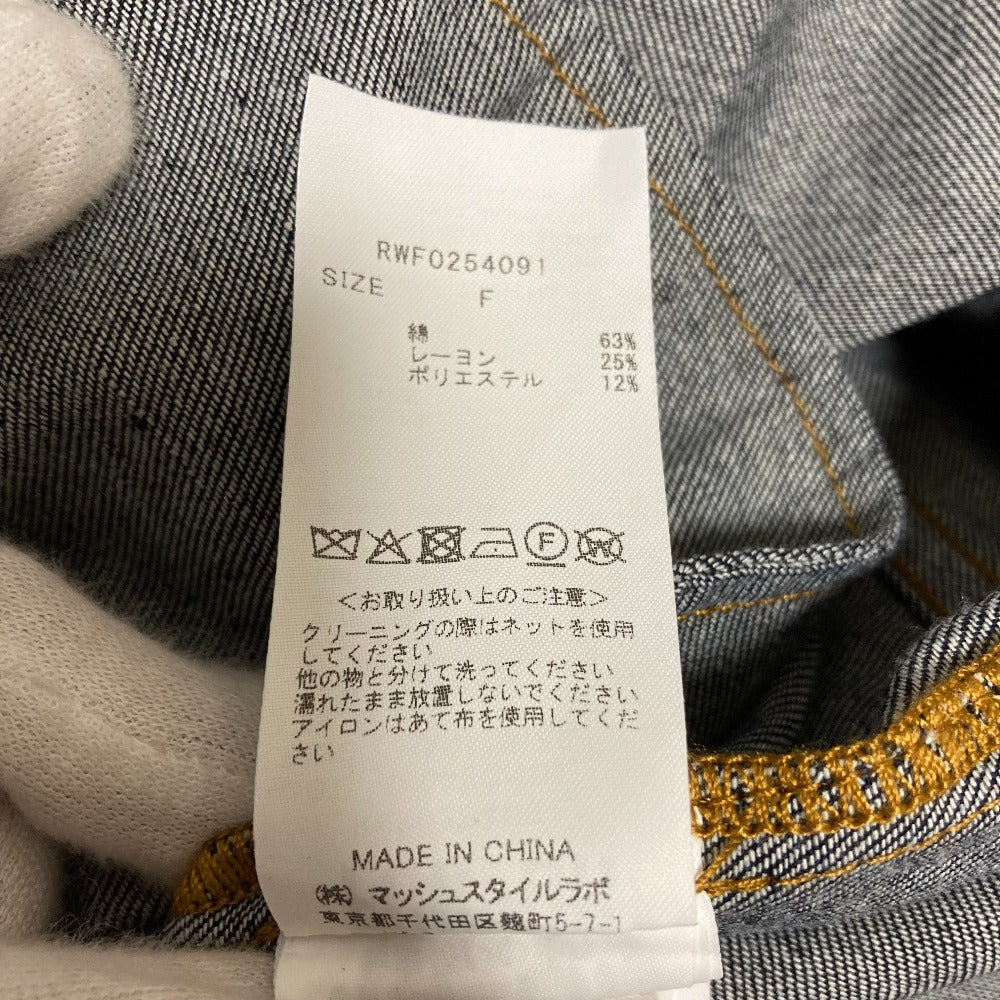 RWF0254091
SIZE F
綿 63%
レーヨン 25%
ポリエステル 12%
F W
<お取り扱い上のご注意>
クリーニングの際はネットを使用
してください
他の物と分けて洗ってください
濡れたまま放置しないでください
アイロンはあて布を使用してくだ
さい
MADE IN CHINA
(株)マッシュスタイルラボ
東京都千代田区麹町5-7-1